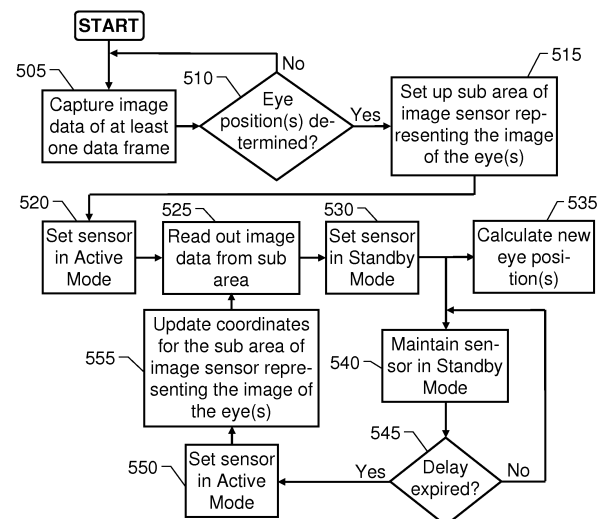 START
No
505
510
515
Capture image
data of at least
one data frame
Eye
position(s) de-
termined?
Yes
Set up sub area of
image sensor rep-
resenting the image
of the eye(s)
520
525
530
535
Set sensor
in Active
Mode
Read out image
data from sub
area
Set sensor
in Standby
Mode
Calculate new
eye posi-
tion(s)
555
Update coordinates
for the sub area of
image sensor repre-
senting the image of
the eye(s)
540
Maintain sen-
sor in Standby
Mode
545
550
Set sensor
in Active
Mode
Yes
Delay
expired?
No